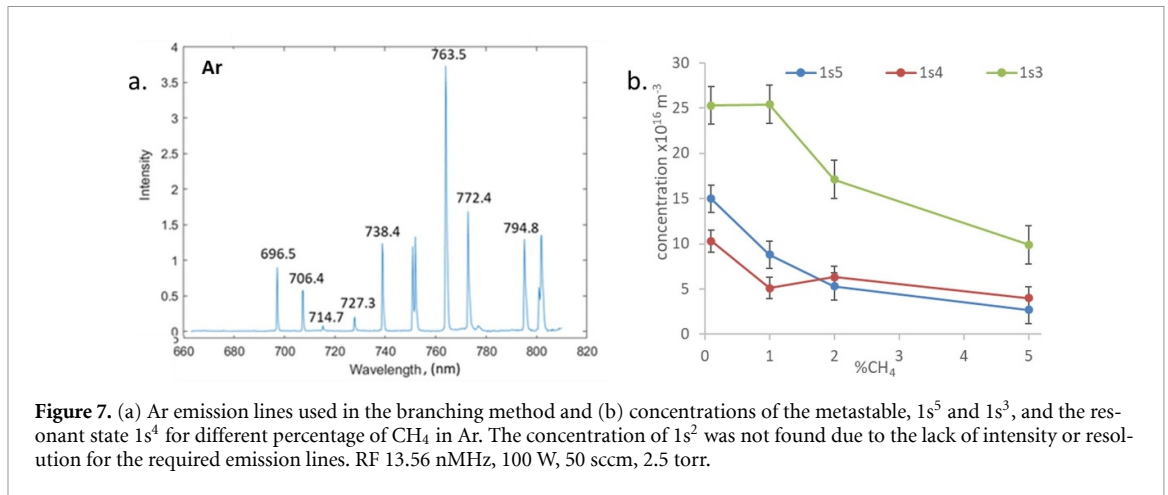 a.
Ar
4
3.5
3
2.5
2
1.5
1
0.5
0
5
Intensity
763.5
772.4
738.4
794.8
696.5
706.4
714.7
727.3
660 680 700 720 740 760 780 800 820
Wavelength, (nm)
b.
1s5 1s4 1s3
30
25
20
15
10
5
0
concentration x10¹⁶ m⁻³
0 1 2 3 4 5
%CH₄
Figure 7. (a) Ar emission lines used in the branching method and (b) concentrations of the metastable, 1s⁵ and 1s³, and the res-
onant state 1s⁴ for different percentage of CH₄ in Ar. The concentration of 1s² was not found due to the lack of intensity or resol-
ution for the required emission lines. RF 13.56 nMHz, 100 W, 50 sccm, 2.5 torr.